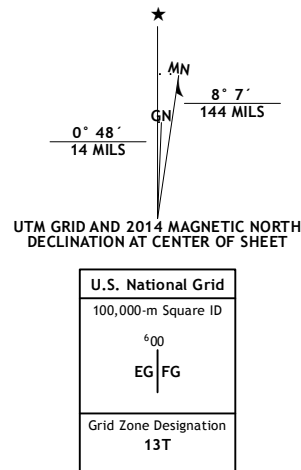 ★
MN
GN
8° 7´
144 MILS
0° 48´
14 MILS
UTM GRID AND 2014 MAGNETIC NORTH
DECLINATION AT CENTER OF SHEET
U.S. National Grid
100,000-m Square ID
⁶00
EG FG
Grid Zone Designation
13T